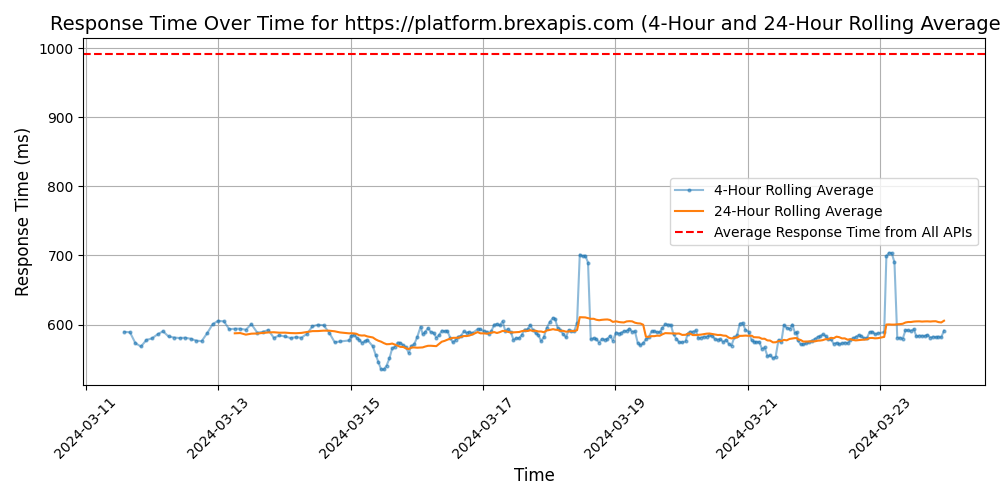 Response Time Over Time for https://platform.brexapis.com (4-Hour and 24-Hour Rolling Average
1000
900
800
700
600
Response Time (ms)
4-Hour Rolling Average
24-Hour Rolling Average
Average Response Time from All APIs
2024-03-11
2024-03-13
2024-03-15
2024-03-17
2024-03-19
2024-03-21
2024-03-23
Time